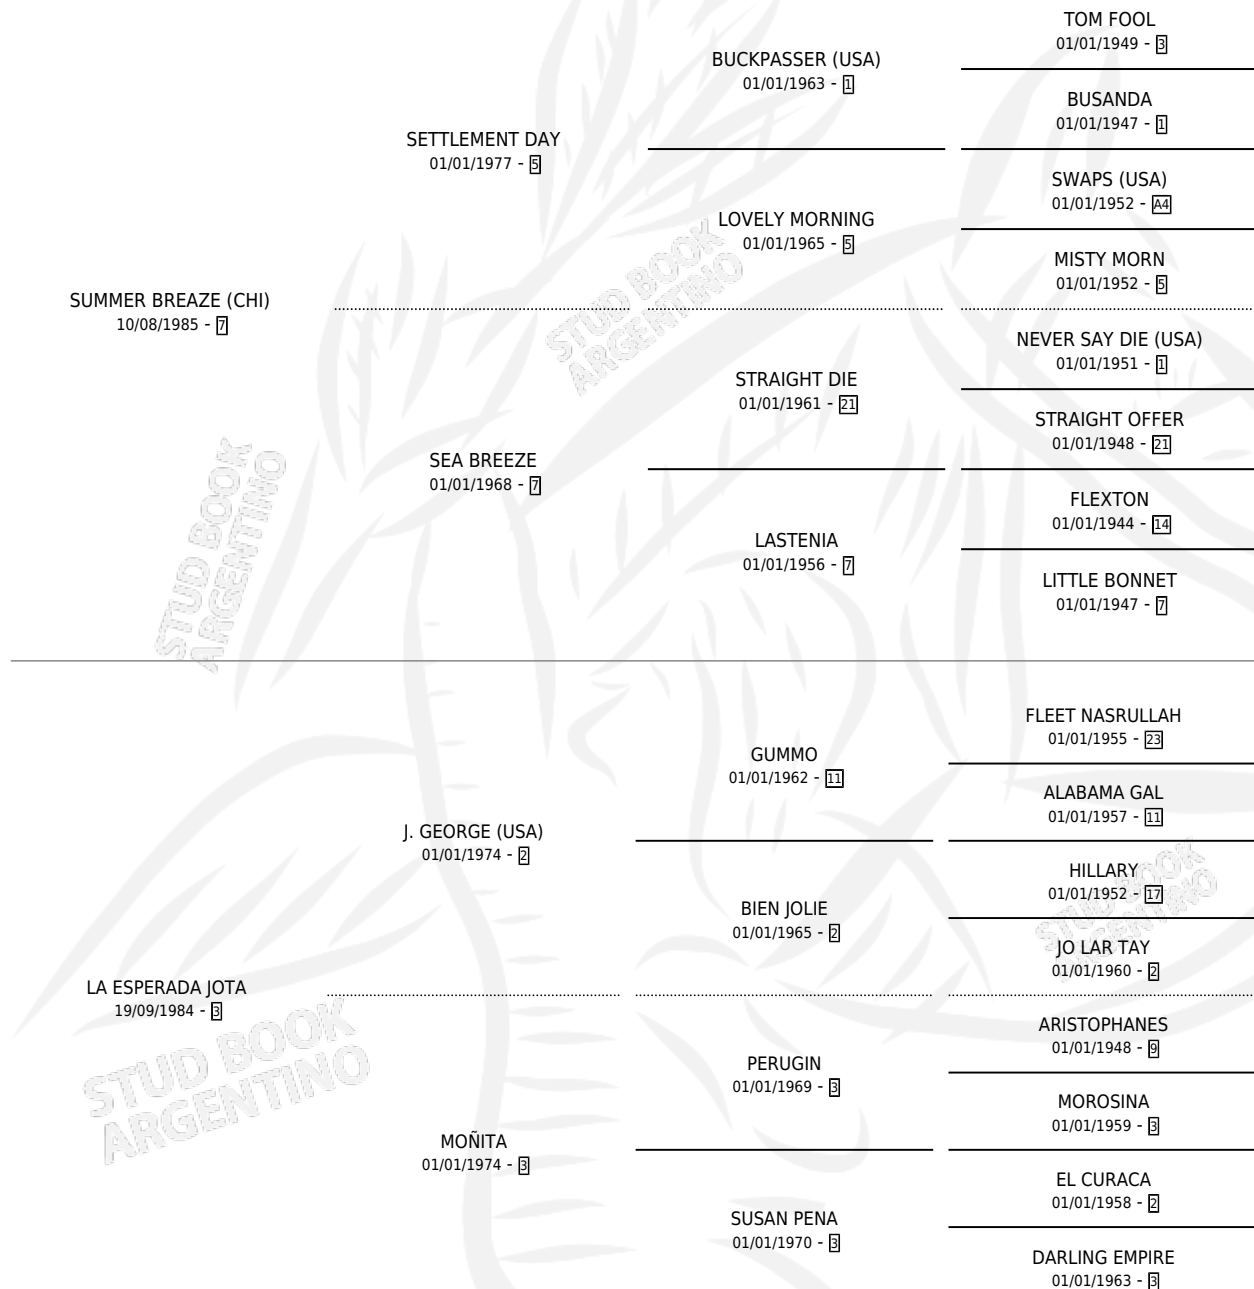 SUMMER BREAZE (CHI)
10/08/1985 - 7
SETTLEMENT DAY
01/01/1977 - 5
SEA BREEZE
01/01/1968 - 7
BUCKPASSER (USA)
01/01/1963 - 1
LOVELY MORNING
01/01/1965 - 5
STRAIGHT DIE
01/01/1961 - 21
LASTENIA
01/01/1956 - 7
TOM FOOL
01/01/1949 - 3
BUSANDA
01/01/1947 - 1
SWAPS (USA)
01/01/1952 - A4
MISTY MORN
01/01/1952 - 5
NEVER SAY DIE (USA)
01/01/1951 - 1
STRAIGHT OFFER
01/01/1948 - 21
FLEXTON
01/01/1944 - 14
LITTLE BONNET
01/01/1947 - 7
STUD BOOK
ARGENTINO
STUD BOOK
ARGENTINO
LA ESPERADA JOTA
19/09/1984 - 3
J. GEORGE (USA)
01/01/1974 - 2
MOÑITA
01/01/1974 - 3
GUMMO
01/01/1962 - 11
BIEN JOLIE
01/01/1965 - 2
PERUGIN
01/01/1969 - 3
SUSAN PENA
01/01/1970 - 3
FLEET NASRULLAH
01/01/1955 - 23
ALABAMA GAL
01/01/1957 - 11
HILLARY
01/01/1952 - 17
JO LAR TAY
01/01/1960 - 2
ARISTOPHANES
01/01/1948 - 9
MOROSINA
01/01/1959 - 3
EL CURACA
01/01/1958 - 2
DARLING EMPIRE
01/01/1963 - 3
STUD BOOK
ARGENTINO
STUD BOOK
ARGENTINO